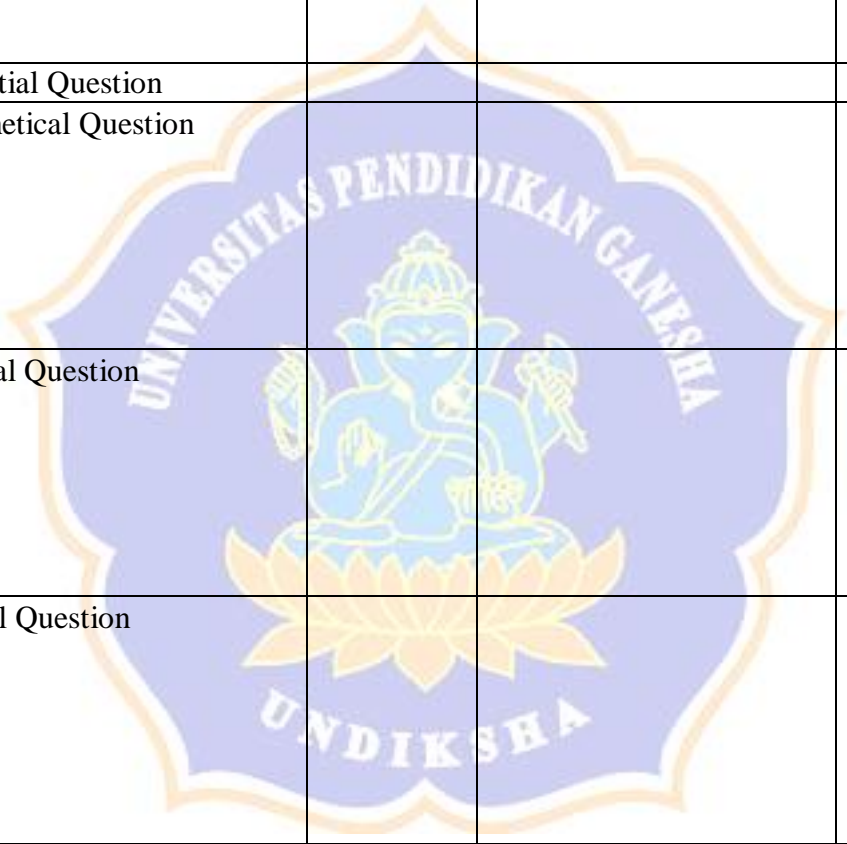 tial Question
etical Question
UNIVERSITAS PENDIDIKAN GANESHA
al Question
l Question
UNDIKSHA